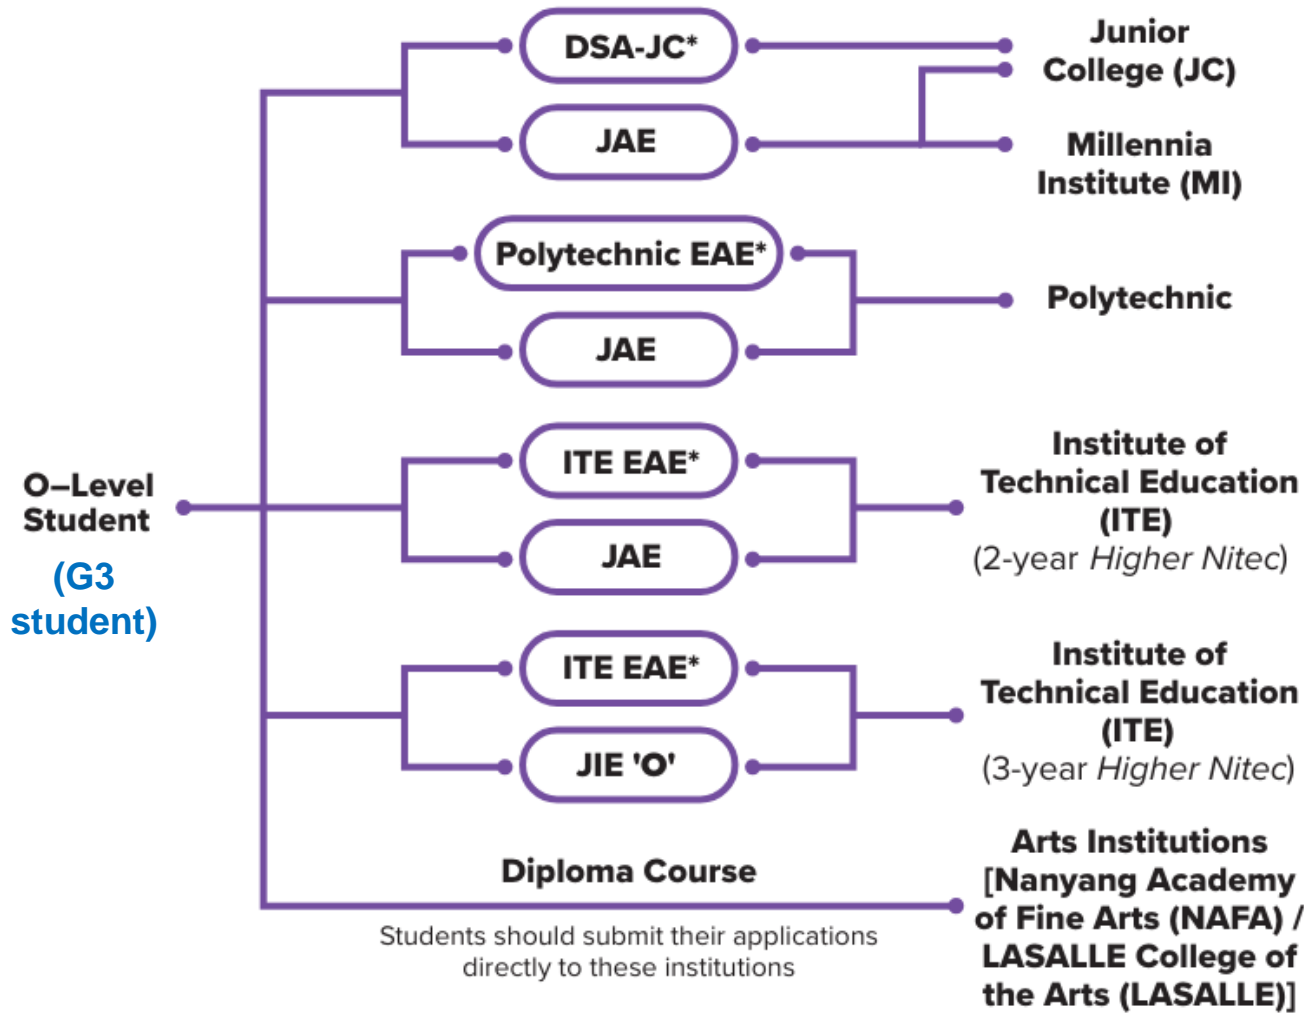 O–Level
Student
(G3
student)
DSA-JC*
JAE
Junior
College (JC)
Millennia
Institute (MI)
Polytechnic EAE*
JAE
Polytechnic
ITE EAE*
JAE
Institute of
Technical Education
(ITE)
(2-year Higher Nitec)
ITE EAE*
JIE 'O'
Institute of
Technical Education
(ITE)
(3-year Higher Nitec)
Diploma Course
Students should submit their applications
directly to these institutions
Arts Institutions
[Nanyang Academy
of Fine Arts (NAFA) /
LASALLE College of
the Arts (LASALLE)]